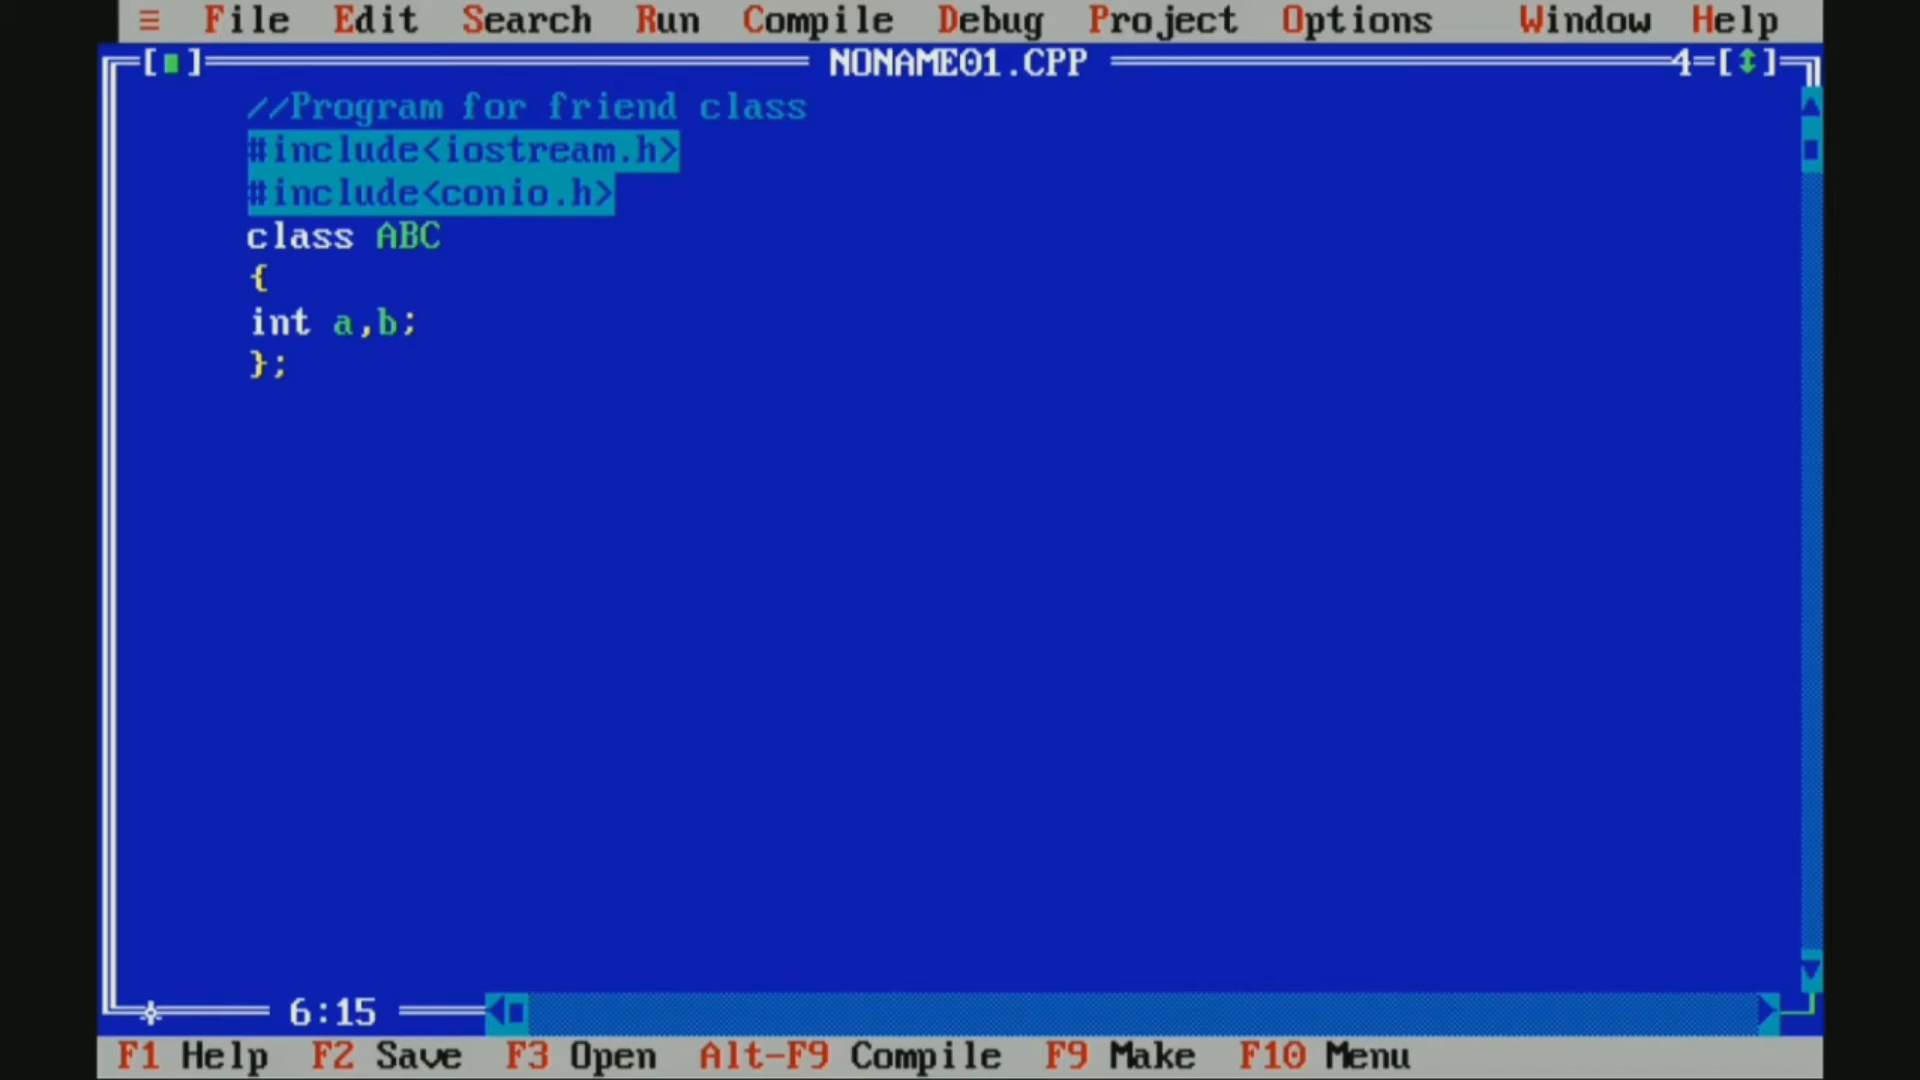 ≡ File Edit Search Run Compile Debug Project Options Window Help
[■] NONAME01.CPP 4=[↕]
//Program for friend class
#include<iostream.h>
#include<conio.h>
class ABC
{
int a,b;
};
6:15
F1 Help F2 Save F3 Open Alt-F9 Compile F9 Make F10 Menu